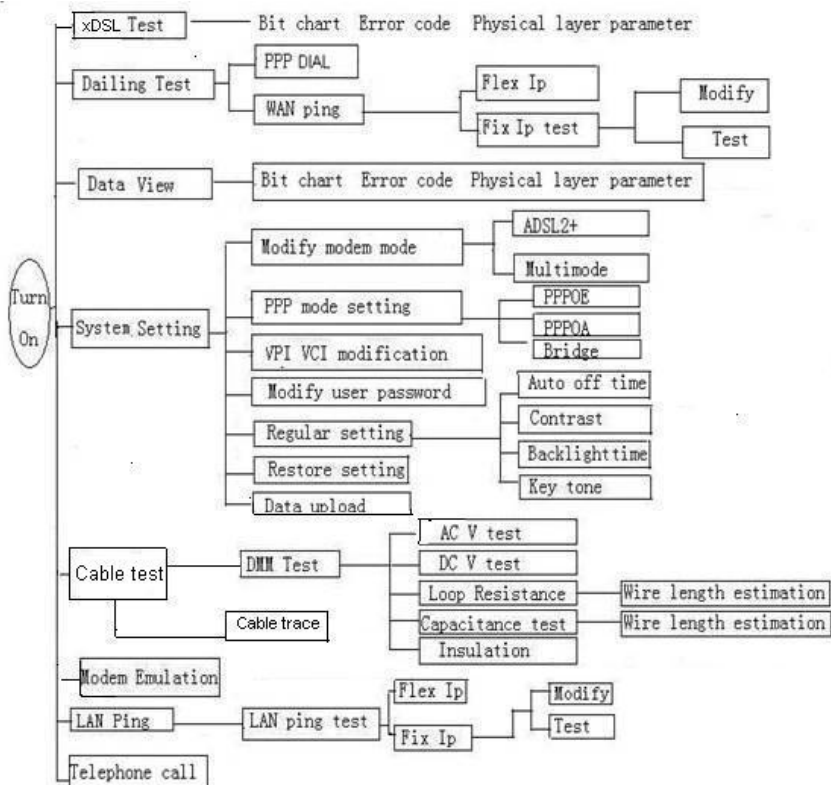 xDSL Test
Bit chart Error code Physical layer parameter
Dailing Test
PPP DIAL
WAN ping
Flex Ip
Fix Ip test
Modify
Test
Data View
Bit chart Error code Physical layer parameter
Turn
On
System Setting
Modify modem mode
ADSL2+
Multimode
PPP mode setting
PPPOE
PPPOA
Bridge
VPI VCI modification
Modify user password
Regular setting
Auto off time
Contrast
Backlighttime
Key tone
Restore setting
Data upload
Cable test
DMM Test
AC V test
DC V test
Loop Resistance
Wire length estimation
Capacitance test
Wire length estimation
Insulation
Cable trace
Modem Emulation
LAN Ping
LAN ping test
Flex Ip
Fix Ip
Modify
Test
Telephone call